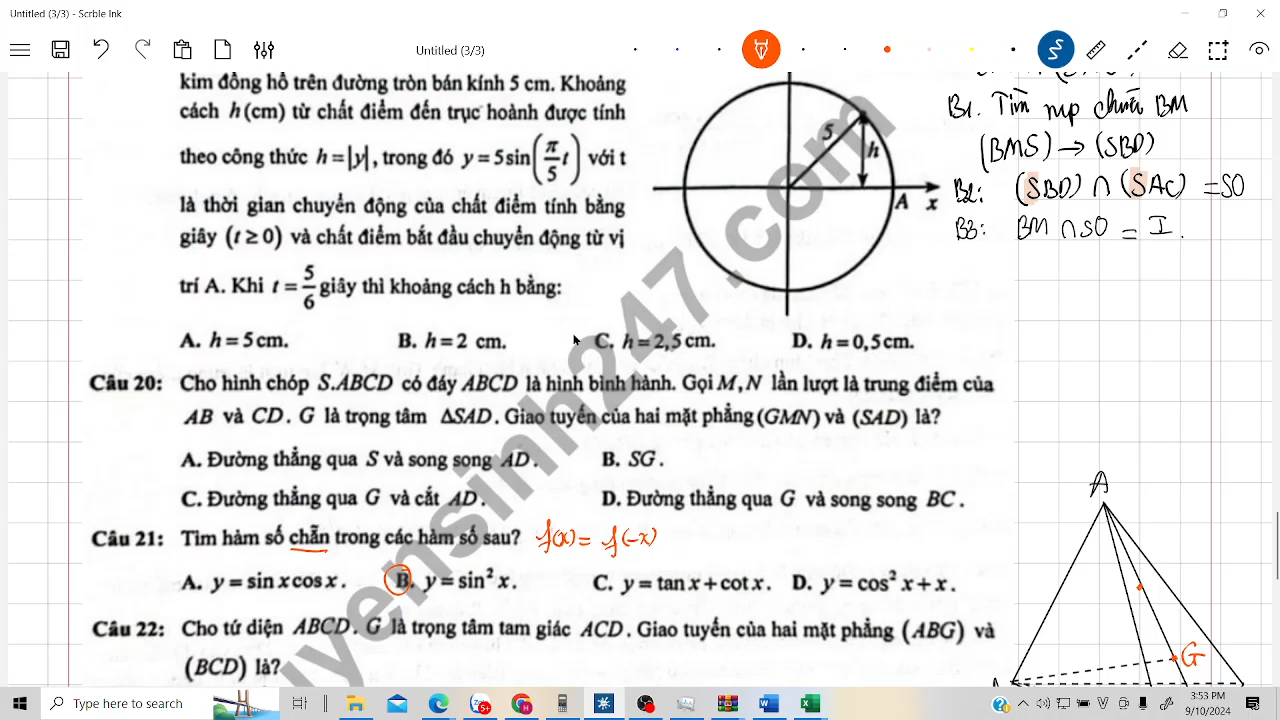 Untitled (3/3) - Scrble Ink
Untitled (3/3)
kim đồng hồ trên đường tròn bán kính 5 cm. Khoảng
cách h(cm) từ chất điểm đến trục hoành được tính
theo công thức h = |y|, trong đó y = 5sin(π/5 t) với t
là thời gian chuyển động của chất điểm tính bằng
giây (t ≥ 0) và chất điểm bắt đầu chuyển động từ vị
trí A. Khi t = 5/6 giây thì khoảng cách h bằng:
5
h
A x
A. h = 5cm. B. h = 2 cm. C. h = 2,5cm. D. h = 0,5cm.
Câu 20: Cho hình chóp S.ABCD có đáy ABCD là hình bình hành. Gọi M,N lần lượt là trung điểm của
AB và CD. G là trọng tâm ΔSAD. Giao tuyến của hai mặt phẳng (GMN) và (SAD) là?
A. Đường thẳng qua S và song song AD. B. SG.
C. Đường thẳng qua G và cắt AD. D. Đường thẳng qua G và song song BC.
Câu 21: Tìm hàm số chẵn trong các hàm số sau? f(x) = f(-x)
A. y = sin x cos x. B. y = sin² x. C. y = tan x + cot x. D. y = cos² x + x.
Câu 22: Cho tứ diện ABCD. G là trọng tâm tam giác ACD. Giao tuyến của hai mặt phẳng (ABG) và
(BCD) là?
B1. Tìm mp chứa BM
(BMS) → (SBD)
B2: (SBD) ∩ (SAC) = SO
B3: BM ∩ SO = I.
A
G
yensinh247.com
Type here to search
3:53 PM
9/10/2024